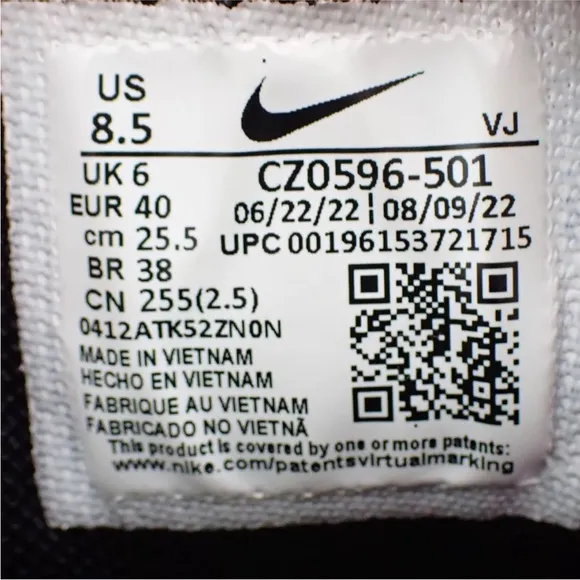 US
8.5
VJ
UK 6
CZ0596-501
EUR 40
06/22/22 | 08/09/22
cm 25.5
UPC 00196153721715
BR 38
CN 255(2.5)
0412ATK52ZN0N
MADE IN VIETNAM
HECHO EN VIETNAM
FABRIQUE AU VIETNAM
FABRICADO NO VIETNÃ
This product is covered by one or more patents:
www.nike.com/patentsvirtualmarking